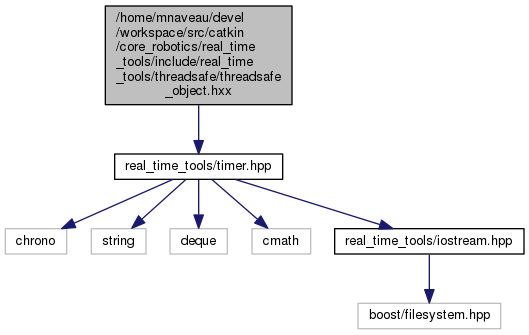 /home/mnaveau/devel
/workspace/src/catkin
/core_robotics/real_time
_tools/include/real_time
_tools/threadsafe/threadsafe
_object.hxx
real_time_tools/timer.hpp
chrono
string
deque
cmath
real_time_tools/iostream.hpp
boost/filesystem.hpp